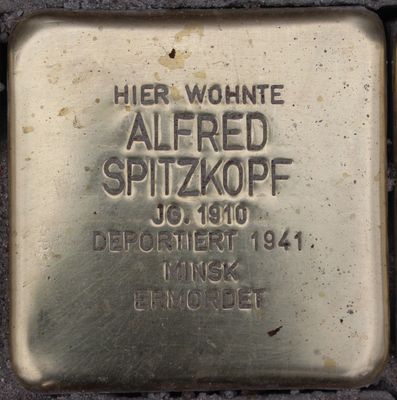 HIER WOHNTE
ALFRED
SPITZKOPF
JG. 1910
DEPORTIERT 1941
MINSK
ERMORDET